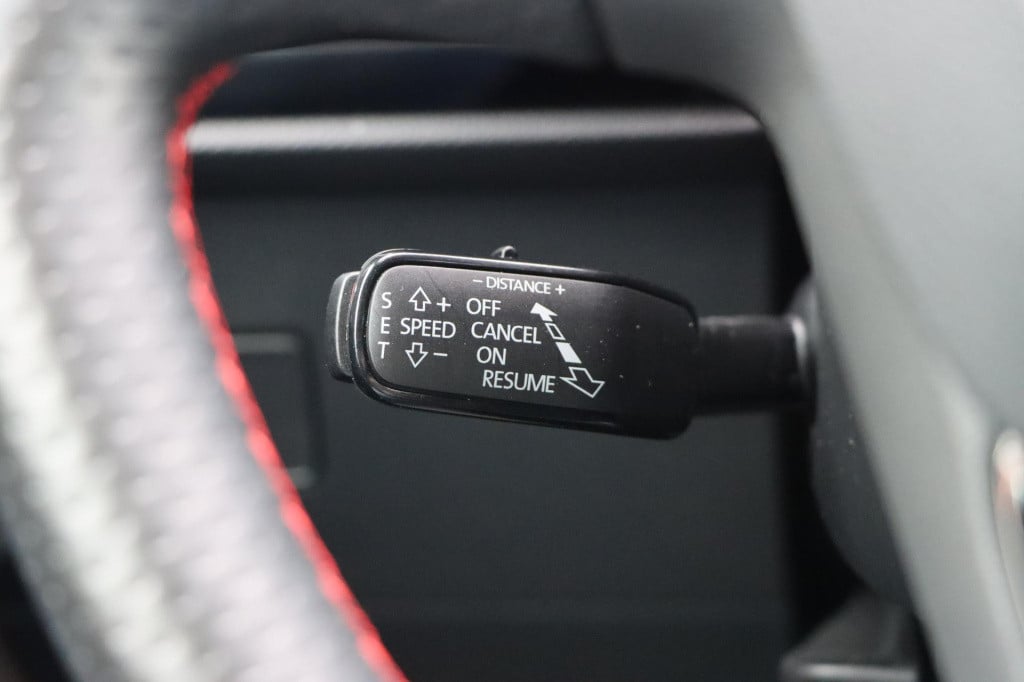 − DISTANCE +
S + OFF
E SPEED CANCEL
T − ON
RESUME